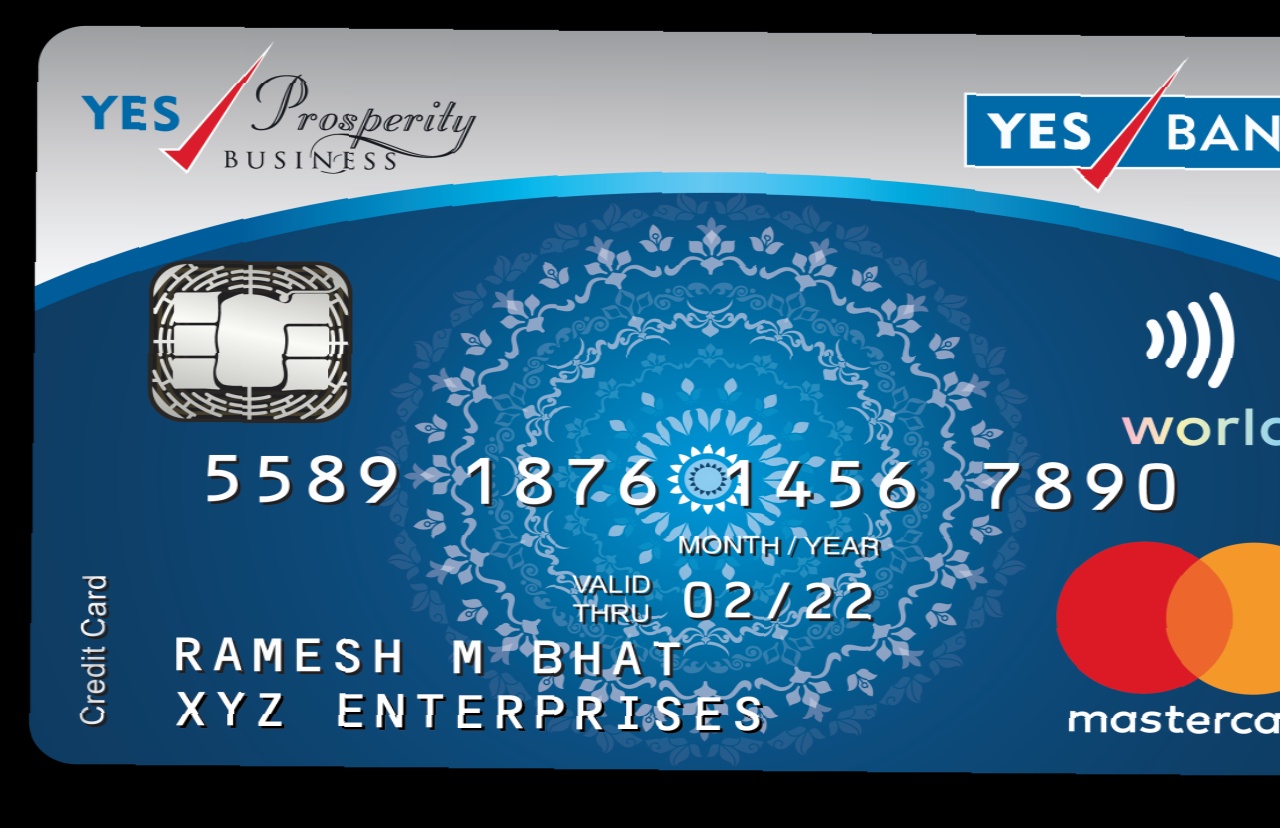 YES Prosperity
BUSINESS
YES BAN
world
5589 1876 1456 7890
MONTH / YEAR
VALID
THRU 02/22
RAMESH M BHAT
XYZ ENTERPRISES
Credit Card
masterca